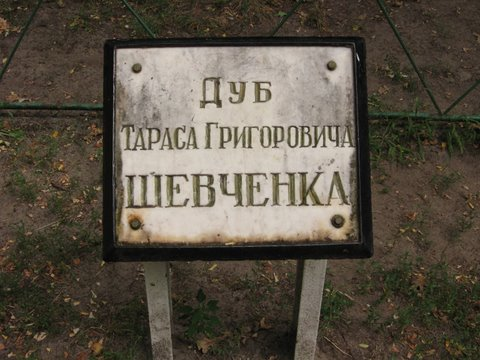 Дуб
Тараса Григоровича
Шевченка